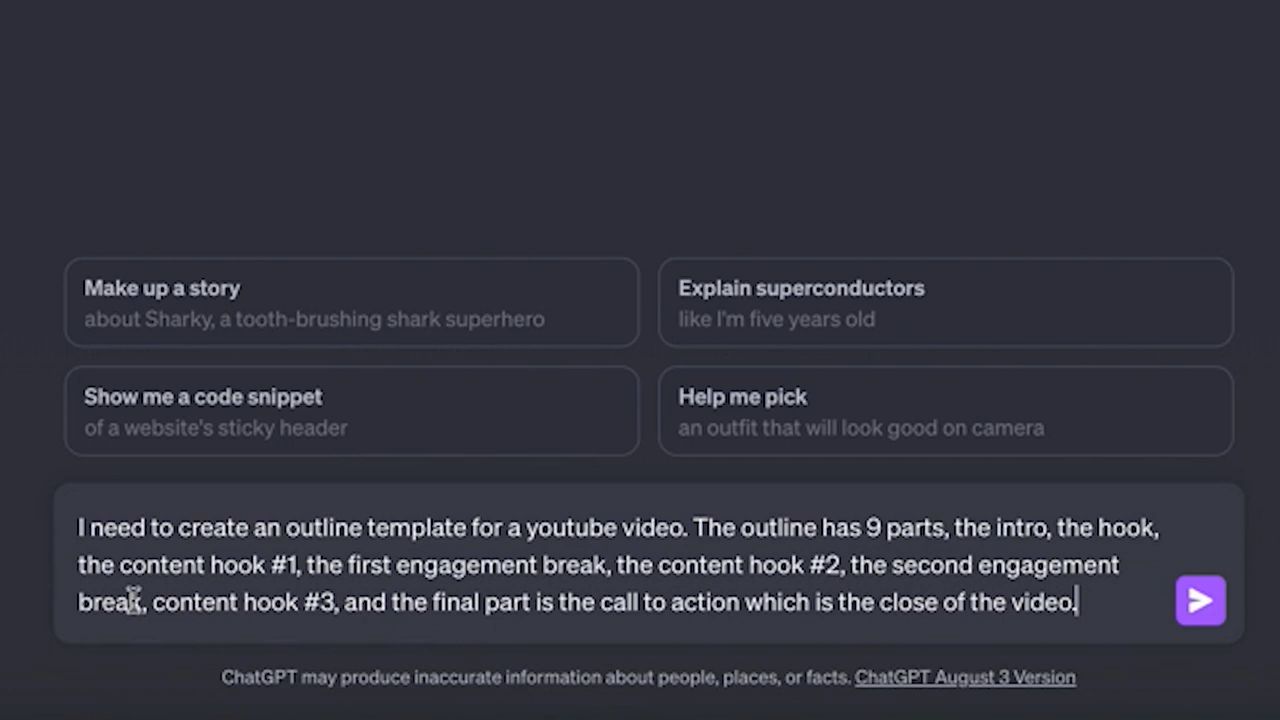 Make up a story
about Sharky, a tooth-brushing shark superhero
Explain superconductors
like I'm five years old
Show me a code snippet
of a website's sticky header
Help me pick
an outfit that will look good on camera
I need to create an outline template for a youtube video. The outline has 9 parts, the intro, the hook,
the content hook #1, the first engagement break, the content hook #2, the second engagement
break, content hook #3, and the final part is the call to action which is the close of the video.
ChatGPT may produce inaccurate information about people, places, or facts. ChatGPT August 3 Version